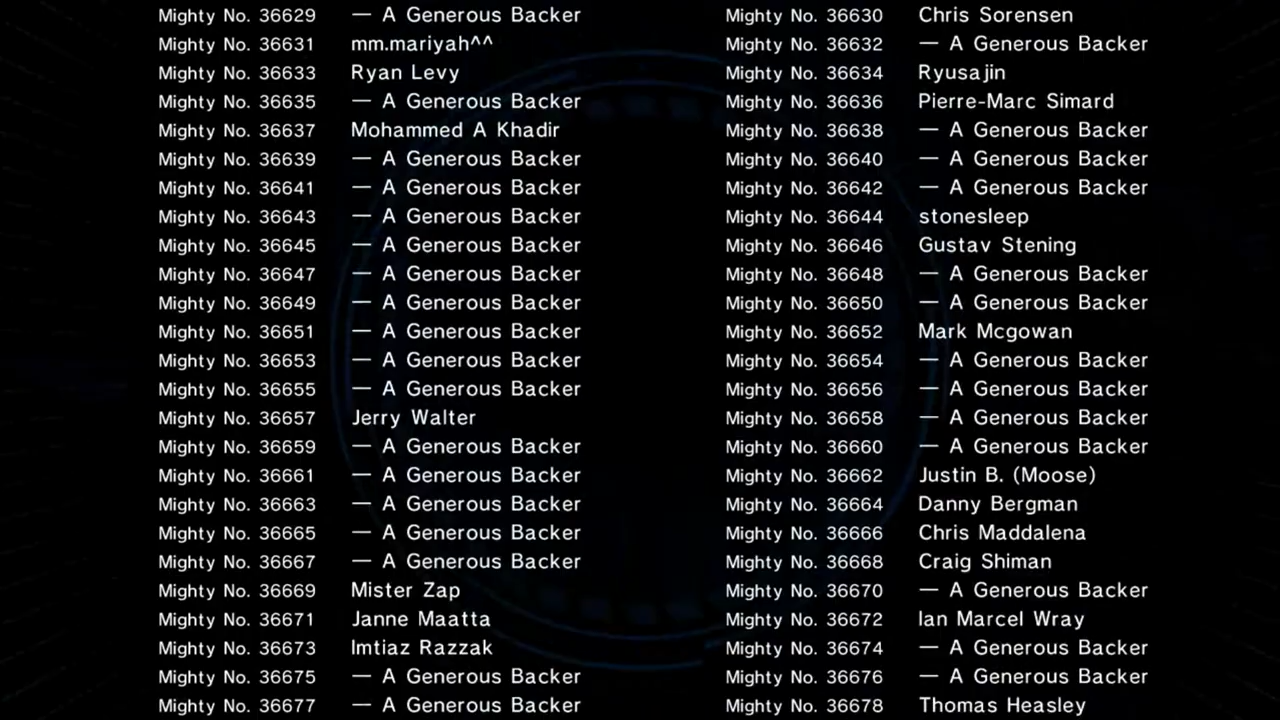 Mighty No. 36629 — A Generous Backer Mighty No. 36630 Chris Sorensen
Mighty No. 36631 mm.mariyah^^ Mighty No. 36632 — A Generous Backer
Mighty No. 36633 Ryan Levy Mighty No. 36634 Ryusajin
Mighty No. 36635 — A Generous Backer Mighty No. 36636 Pierre-Marc Simard
Mighty No. 36637 Mohammed A Khadir Mighty No. 36638 — A Generous Backer
Mighty No. 36639 — A Generous Backer Mighty No. 36640 — A Generous Backer
Mighty No. 36641 — A Generous Backer Mighty No. 36642 — A Generous Backer
Mighty No. 36643 — A Generous Backer Mighty No. 36644 stonesleep
Mighty No. 36645 — A Generous Backer Mighty No. 36646 Gustav Stening
Mighty No. 36647 — A Generous Backer Mighty No. 36648 — A Generous Backer
Mighty No. 36649 — A Generous Backer Mighty No. 36650 — A Generous Backer
Mighty No. 36651 — A Generous Backer Mighty No. 36652 Mark Mcgowan
Mighty No. 36653 — A Generous Backer Mighty No. 36654 — A Generous Backer
Mighty No. 36655 — A Generous Backer Mighty No. 36656 — A Generous Backer
Mighty No. 36657 Jerry Walter Mighty No. 36658 — A Generous Backer
Mighty No. 36659 — A Generous Backer Mighty No. 36660 — A Generous Backer
Mighty No. 36661 — A Generous Backer Mighty No. 36662 Justin B. (Moose)
Mighty No. 36663 — A Generous Backer Mighty No. 36664 Danny Bergman
Mighty No. 36665 — A Generous Backer Mighty No. 36666 Chris Maddalena
Mighty No. 36667 — A Generous Backer Mighty No. 36668 Craig Shiman
Mighty No. 36669 Mister Zap Mighty No. 36670 — A Generous Backer
Mighty No. 36671 Janne Maatta Mighty No. 36672 Ian Marcel Wray
Mighty No. 36673 Imtiaz Razzak Mighty No. 36674 — A Generous Backer
Mighty No. 36675 — A Generous Backer Mighty No. 36676 — A Generous Backer
Mighty No. 36677 — A Generous Backer Mighty No. 36678 Thomas Heasley